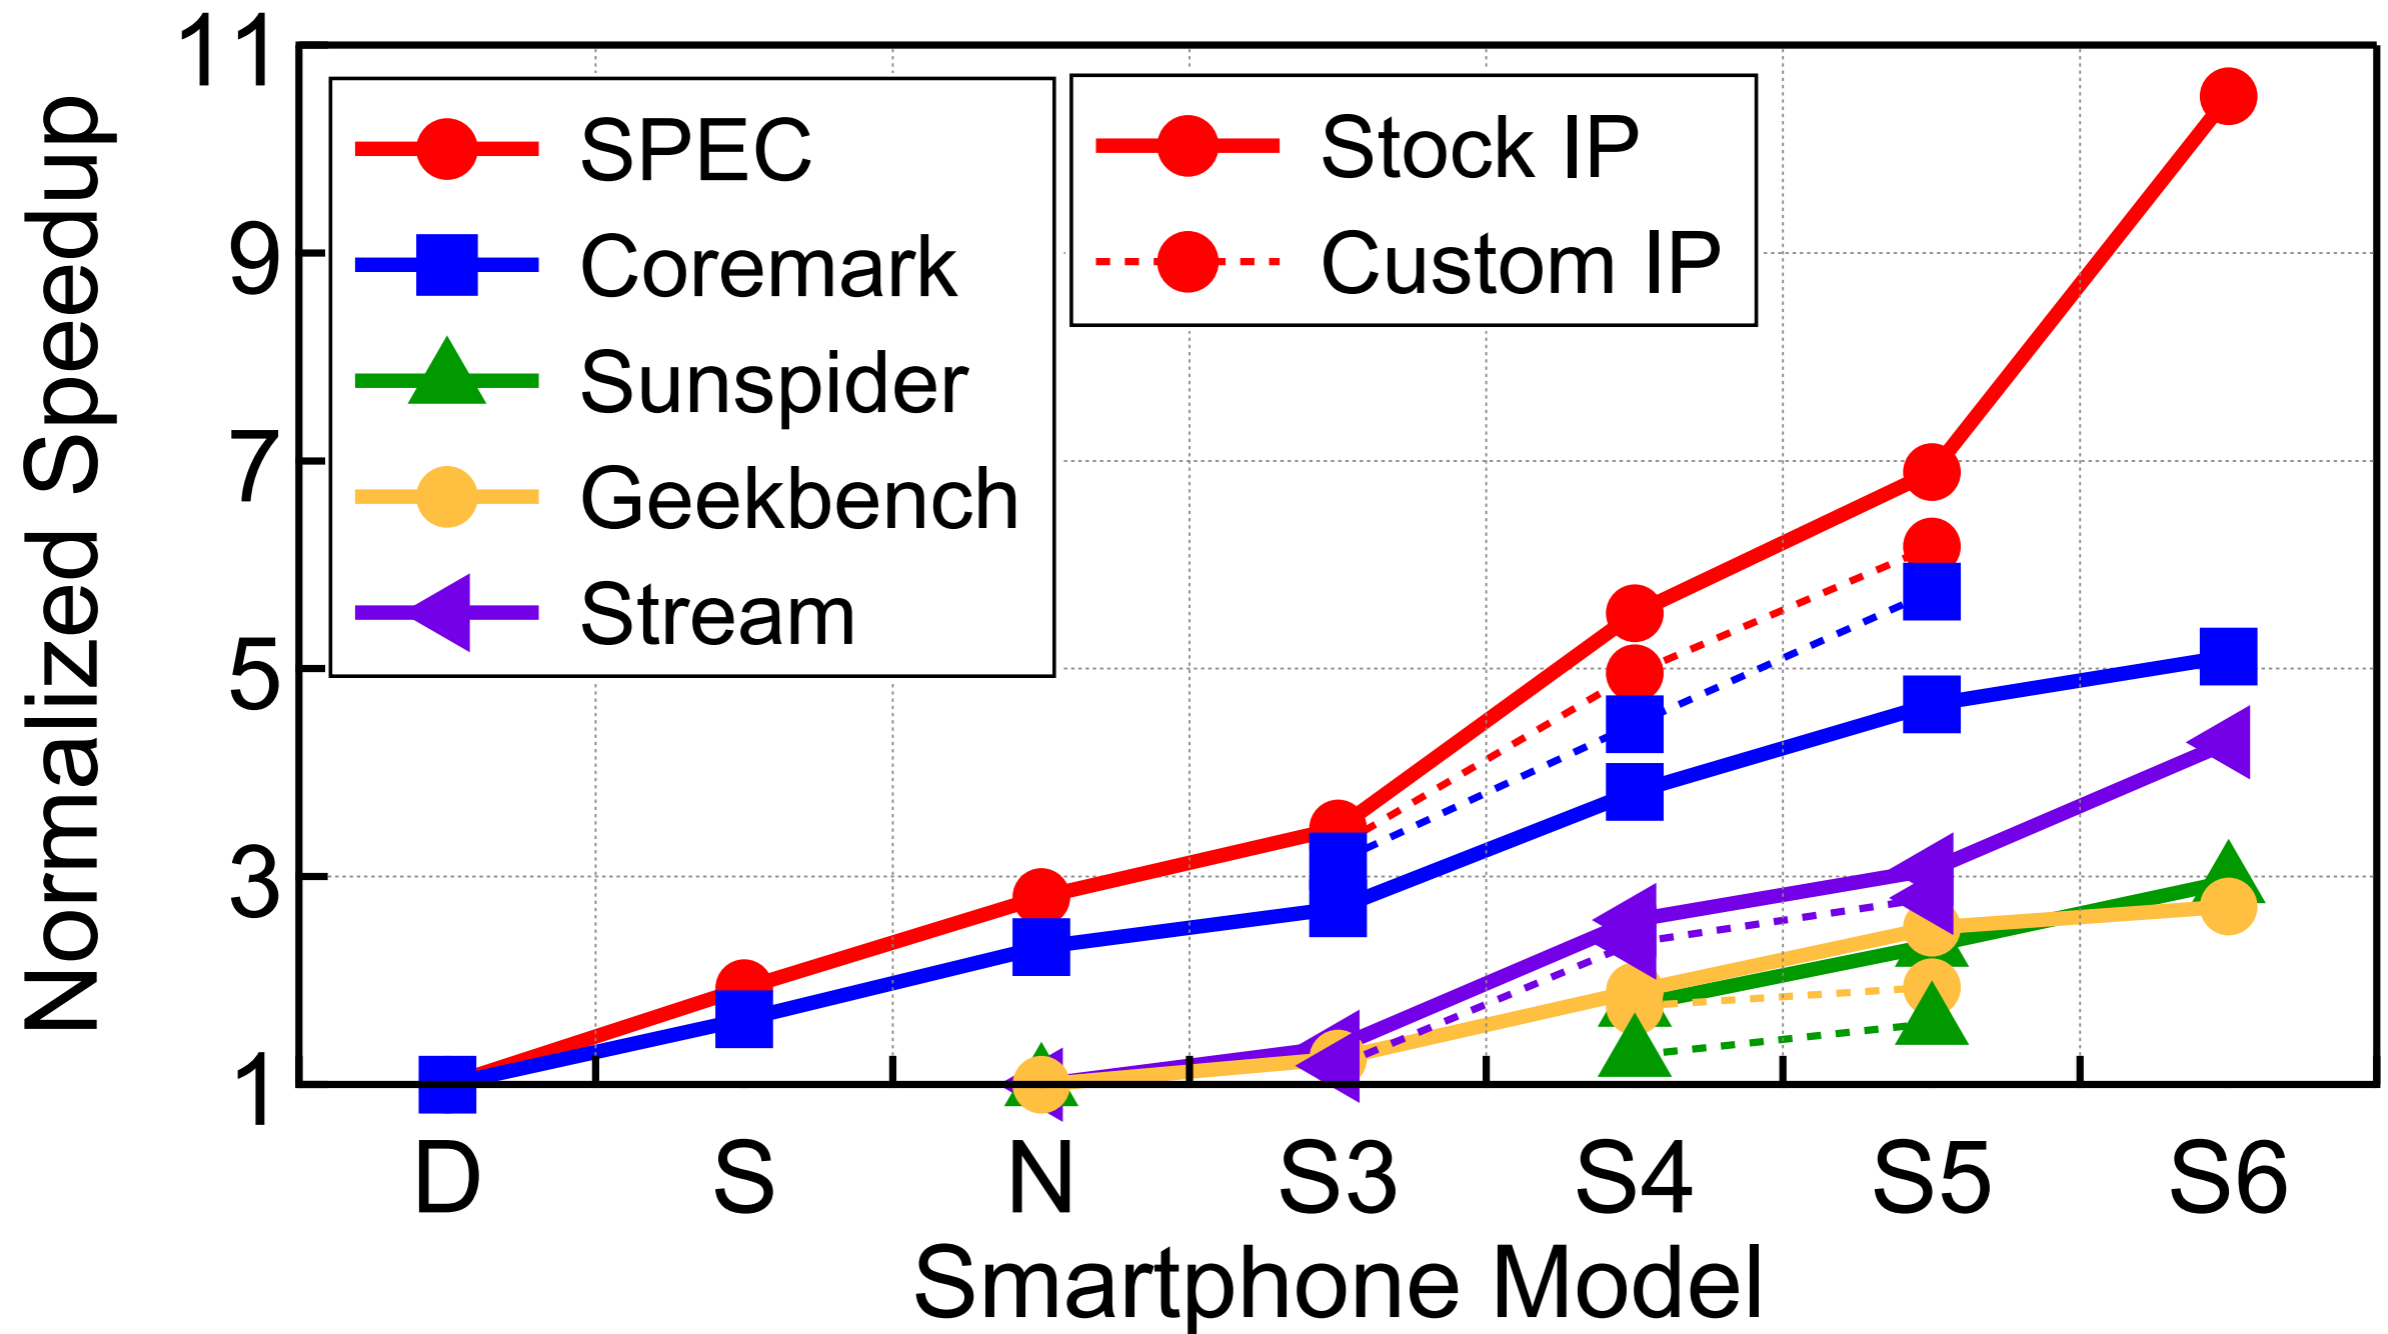 Normalized Speedup
11
9
7
5
3
1
SPEC
Coremark
Sunspider
Geekbench
Stream
Stock IP
Custom IP
D S N S3 S4 S5 S6
Smartphone Model